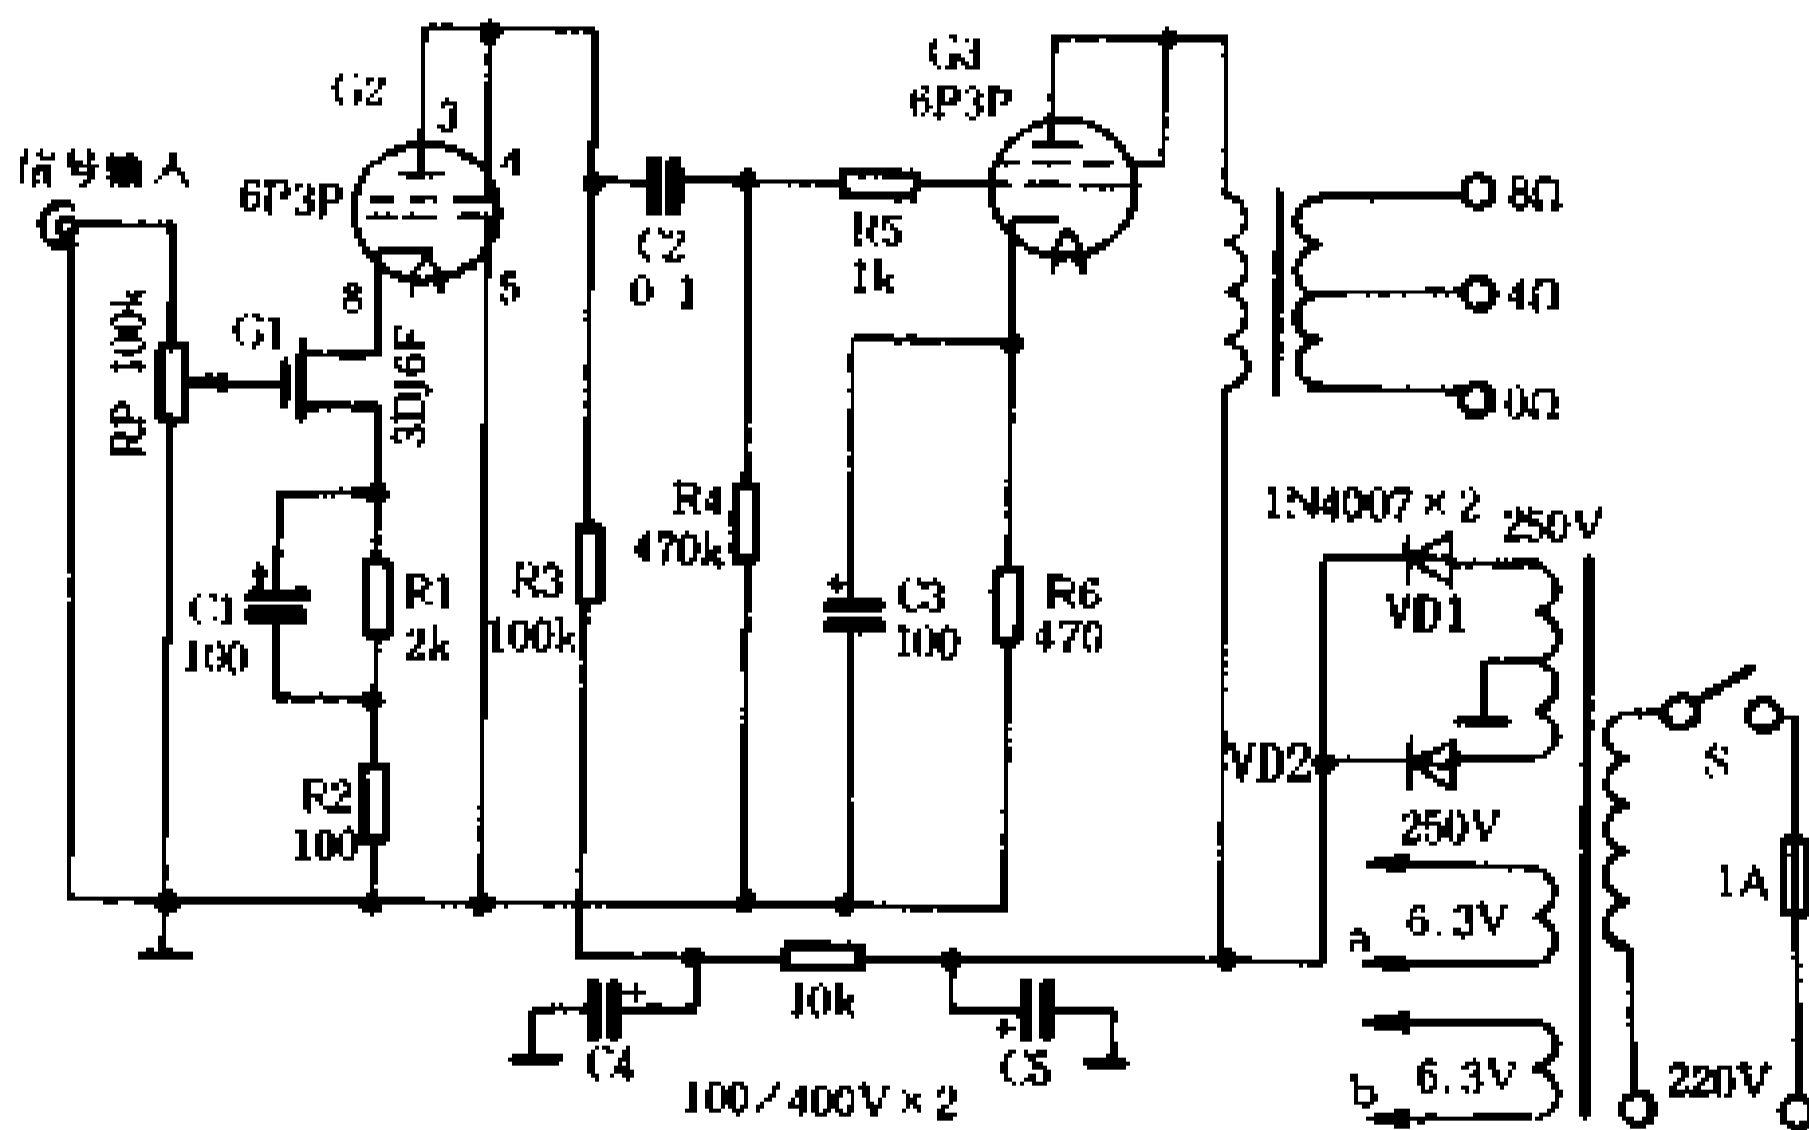 信号输入
G2
3
6P3P
4
8
5
G1
3DJ6F
RP 100k
C1
100
R1
2k
R2
100
R3
100k
C2
0 1
R4
470k
R5
1k
G3
6P3P
C3
100
R6
470
8Ω
4Ω
0Ω
1N4007×2
250V
VD1
VD2
250V
6.3V
a
6.3V
b
S
1A
220V
10k
C4
C5
100/400V×2